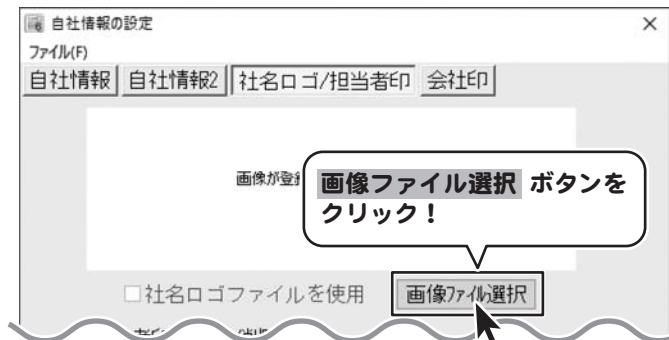 自社情報の設定
ファイル(F)
自社情報 自社情報2 社名ロゴ/担当者印 会社印
画像が登
画像ファイル選択 ボタンを
クリック！
社名ロゴファイルを使用 画像ファイル選択